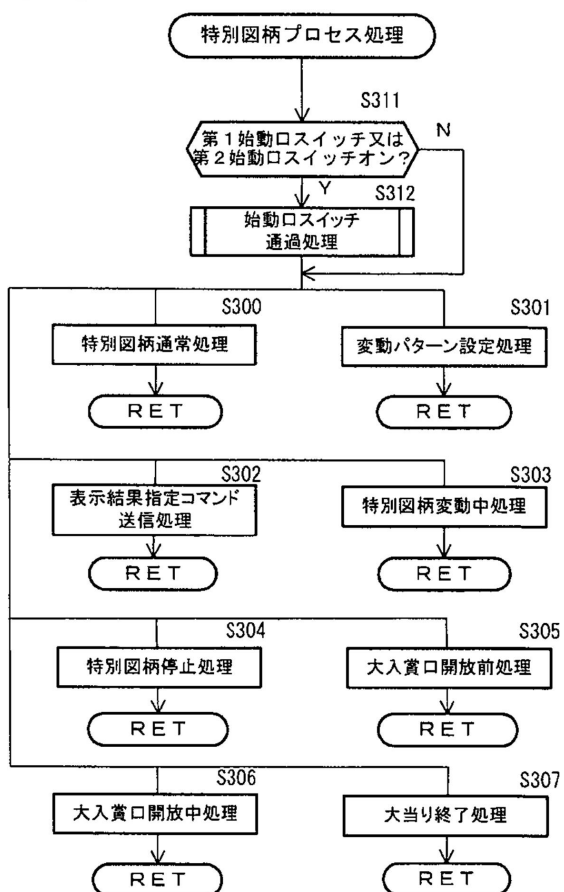 特別図柄プロセス処理
S311
第1始動口スイッチ又は
第2始動口スイッチオン?
N
Y
S312
始動口スイッチ
通過処理
S300
特別図柄通常処理
RET
S301
変動パターン設定処理
RET
S302
表示結果指定コマンド
送信処理
RET
S303
特別図柄変動中処理
RET
S304
特別図柄停止処理
RET
S305
大入賞口開放前処理
RET
S306
大入賞口開放中処理
RET
S307
大当り終了処理
RET